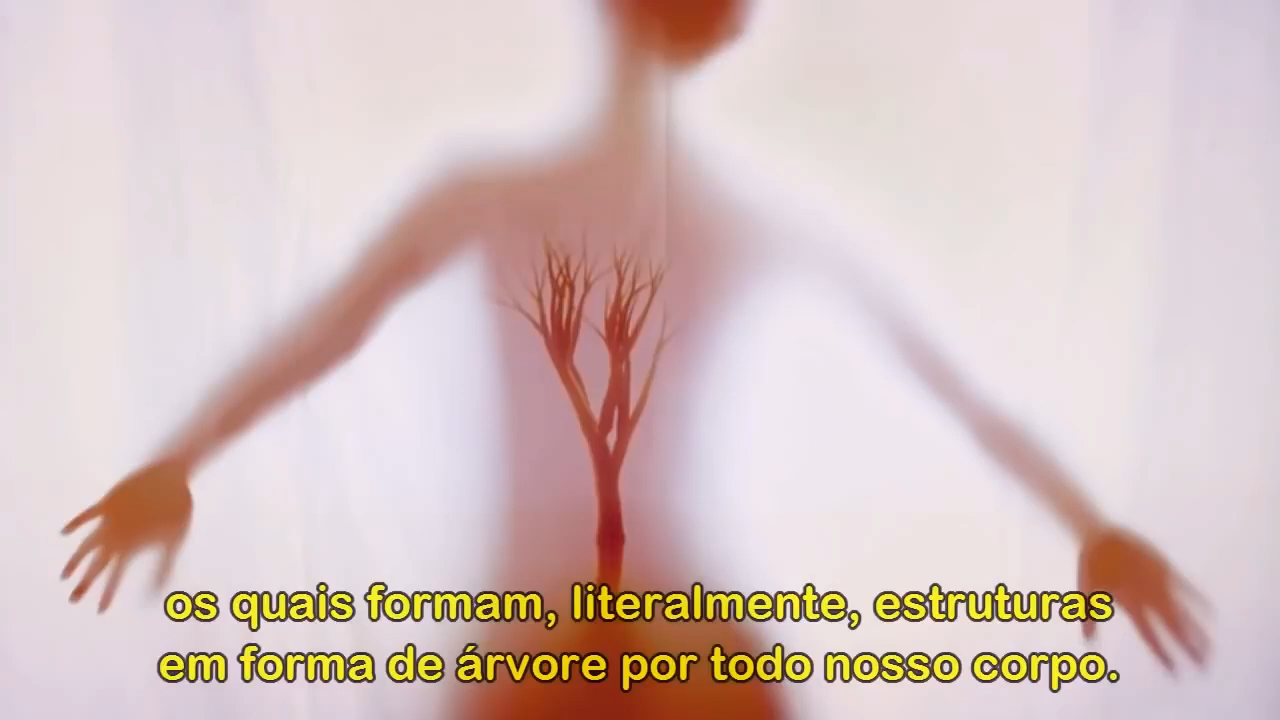 os quais formam, literalmente, estruturas
em forma de árvore por todo nosso corpo.